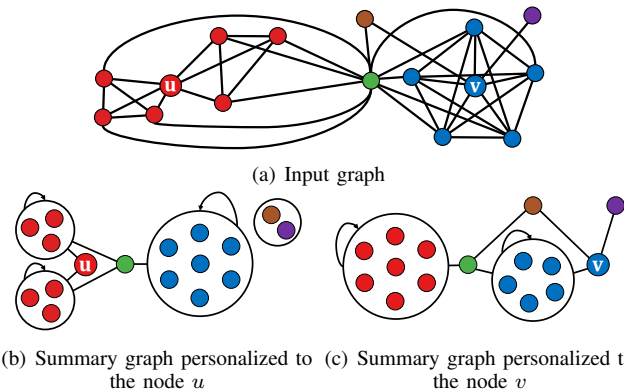 u
v
(a) Input graph
u
v
(b) Summary graph personalized to
the node u
(c) Summary graph personalized t
the node v